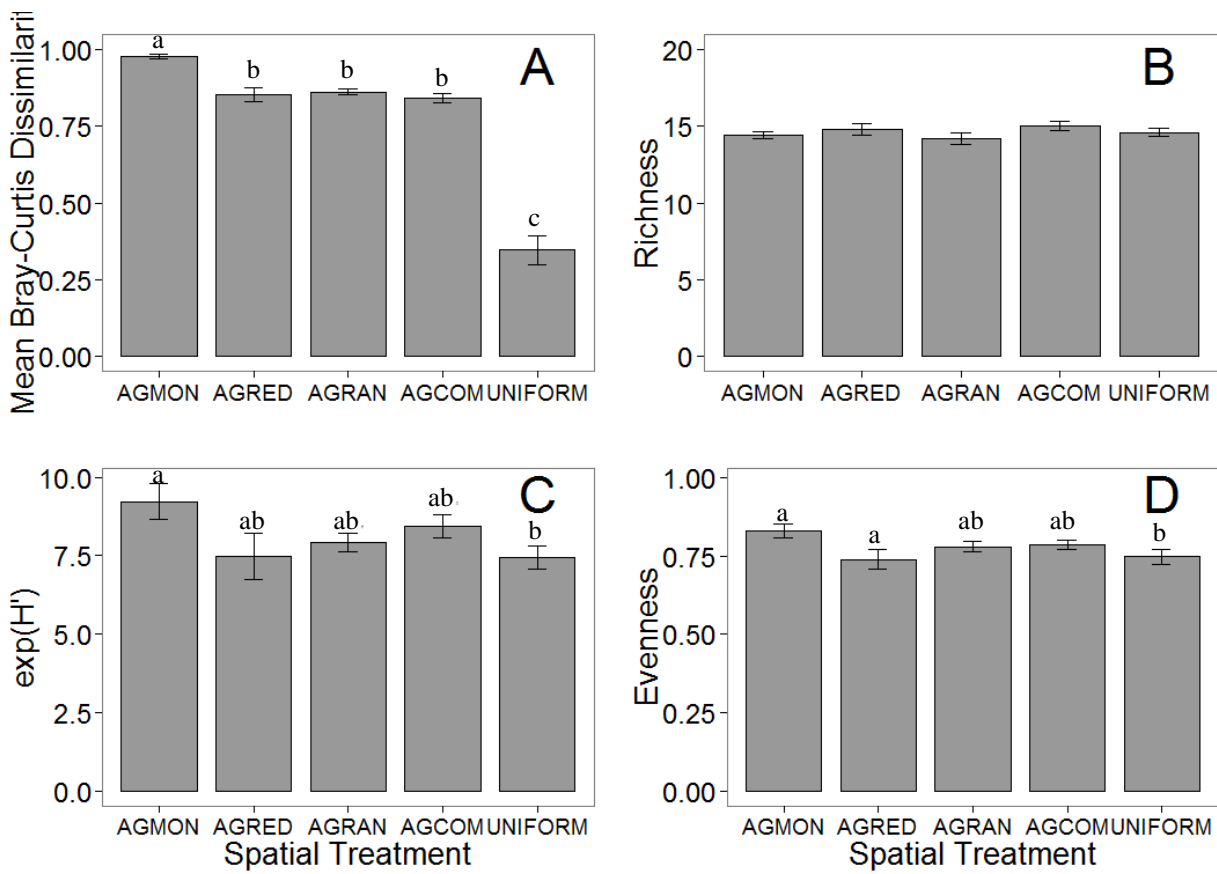 A
Mean Bray-Curtis Dissimilari
1.00
0.75
0.50
0.25
0.00
a
b
b
b
c
AGMON AGRED AGRAN AGCOM UNIFORM
B
Richness
20
15
10
5
0
AGMON AGRED AGRAN AGCOM UNIFORM
C
exp(H')
10.0
7.5
5.0
2.5
0.0
a
ab
ab
ab
b
AGMON AGRED AGRAN AGCOM UNIFORM
Spatial Treatment
D
Evenness
1.00
0.75
0.50
0.25
0.00
a
a
ab
ab
b
AGMON AGRED AGRAN AGCOM UNIFORM
Spatial Treatment